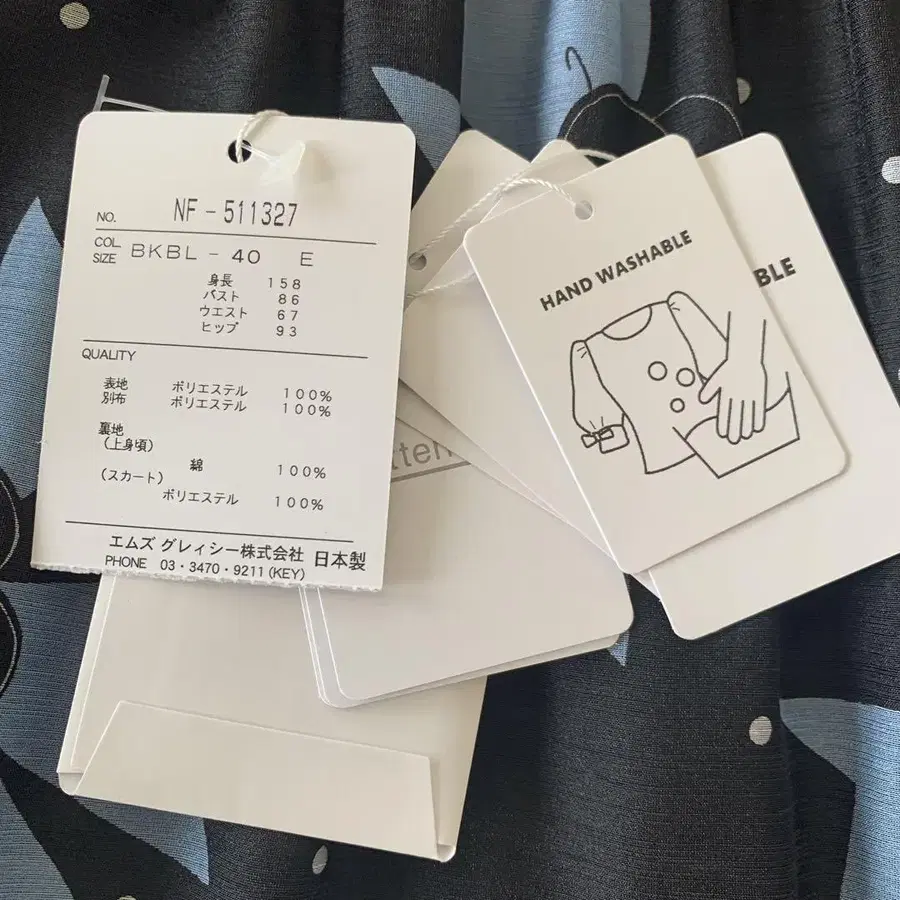 NO. NF-511327
COL
SIZE BKBL-40 E
身長 158
バスト 86
ウエスト 67
ヒップ 93
QUALITY
表地 ポリエステル 100%
別布 ポリエステル 100%
裏地
(上身頃)
綿 100%
(スカート)
ポリエステル 100%
エムズ グレィシー株式会社 日本製
PHONE 03・3470・9211(KEY)
HAND WASHABLE